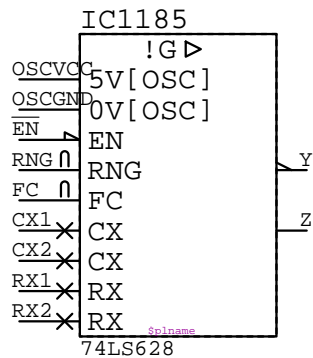 IC1185
!G
OSCVCC 5V[OSC]
OSCGND 0V[OSC]
EN EN
RNG RNG Y
FC FC
CX1 CX Z
CX2 CX
RX1 RX
RX2 RX
$plname
74LS628